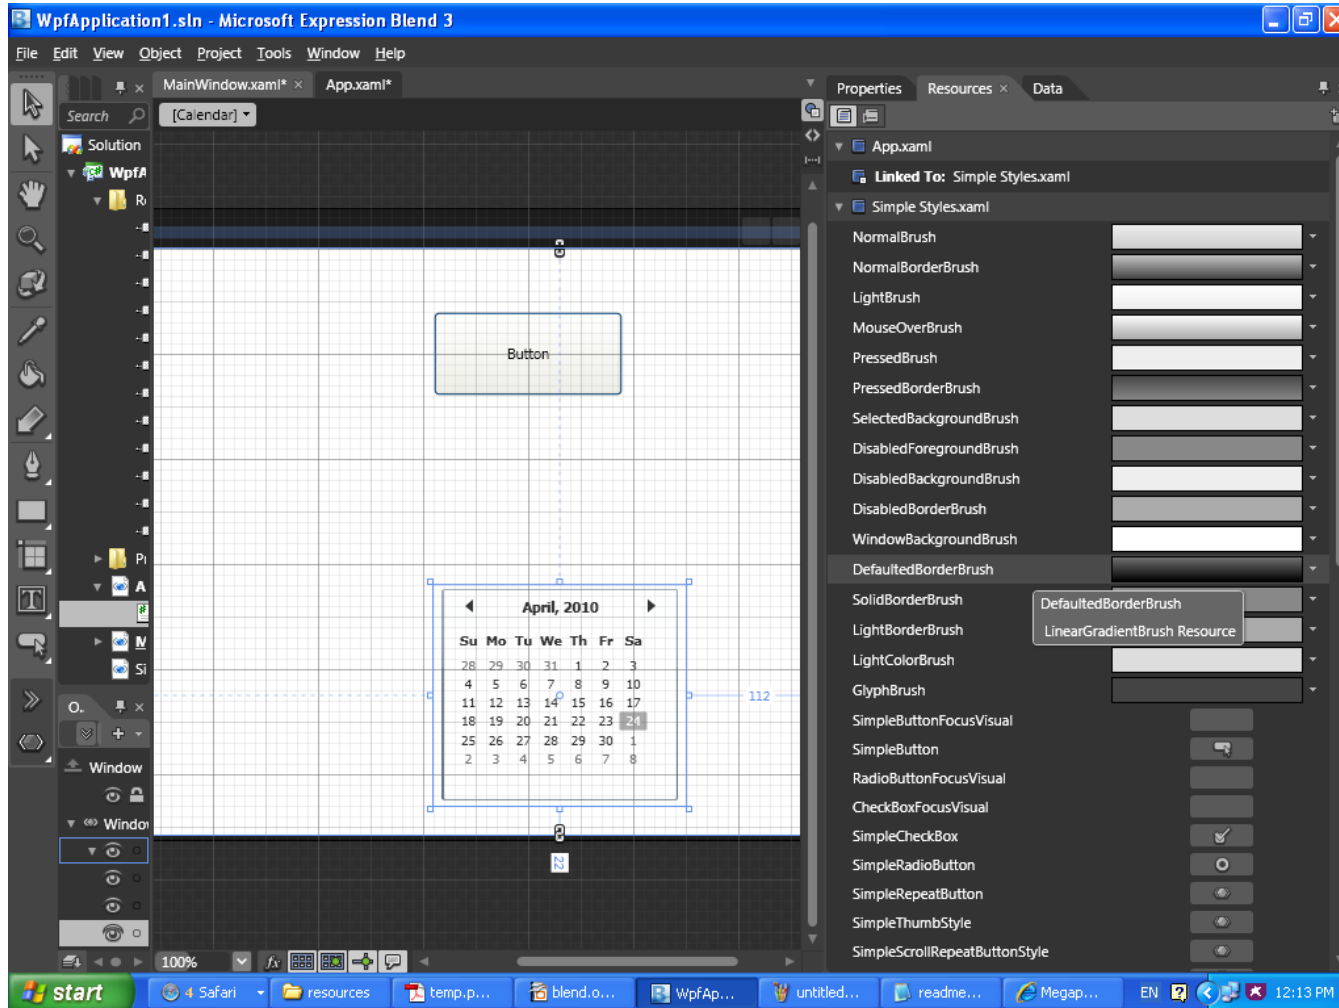 WpfApplication1.sln - Microsoft Expression Blend 3
File Edit View Object Project Tools Window Help
MainWindow.xaml* × App.xaml*
Properties Resources × Data
Search
[Calendar]
Solution
WpfA
R
App.xaml
Linked To: Simple Styles.xaml
Simple Styles.xaml
NormalBrush
NormalBorderBrush
LightBrush
MouseOverBrush
PressedBrush
PressedBorderBrush
SelectedBackgroundBrush
DisabledForegroundBrush
DisabledBackgroundBrush
DisabledBorderBrush
WindowBackgroundBrush
DefaultedBorderBrush
SolidBorderBrush
LightBorderBrush
LightColorBrush
GlyphBrush
SimpleButtonFocusVisual
SimpleButton
RadioButtonFocusVisual
CheckBoxFocusVisual
SimpleCheckBox
SimpleRadioButton
SimpleRepeatButton
SimpleThumbStyle
SimpleScrollRepeatButtonStyle
DefaultedBorderBrush
LinearGradientBrush Resource
Button
April, 2010
Su Mo Tu We Th Fr Sa
28 29 30 31 1 2 3
4 5 6 7 8 9 10
11 12 13 14 15 16 17
18 19 20 21 22 23 24
25 26 27 28 29 30 1
2 3 4 5 6 7 8
112
22
A
M
Si
O..
Window
Window
100%
fx
start
4 Safari
resources
temp.p...
blend.o...
WpfAp...
untitled...
readme...
Megap...
EN
12:13 PM